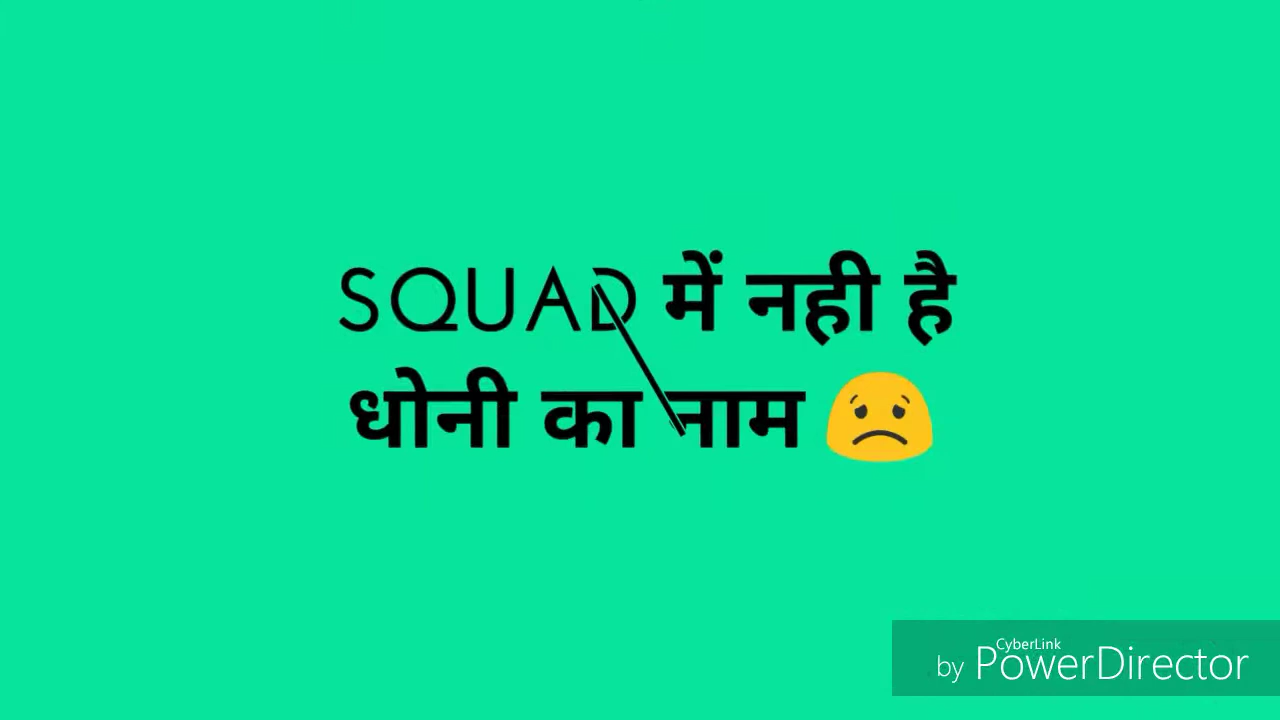 SQUAD में नही है
धोनी का नाम 😟
CyberLink
by PowerDirector